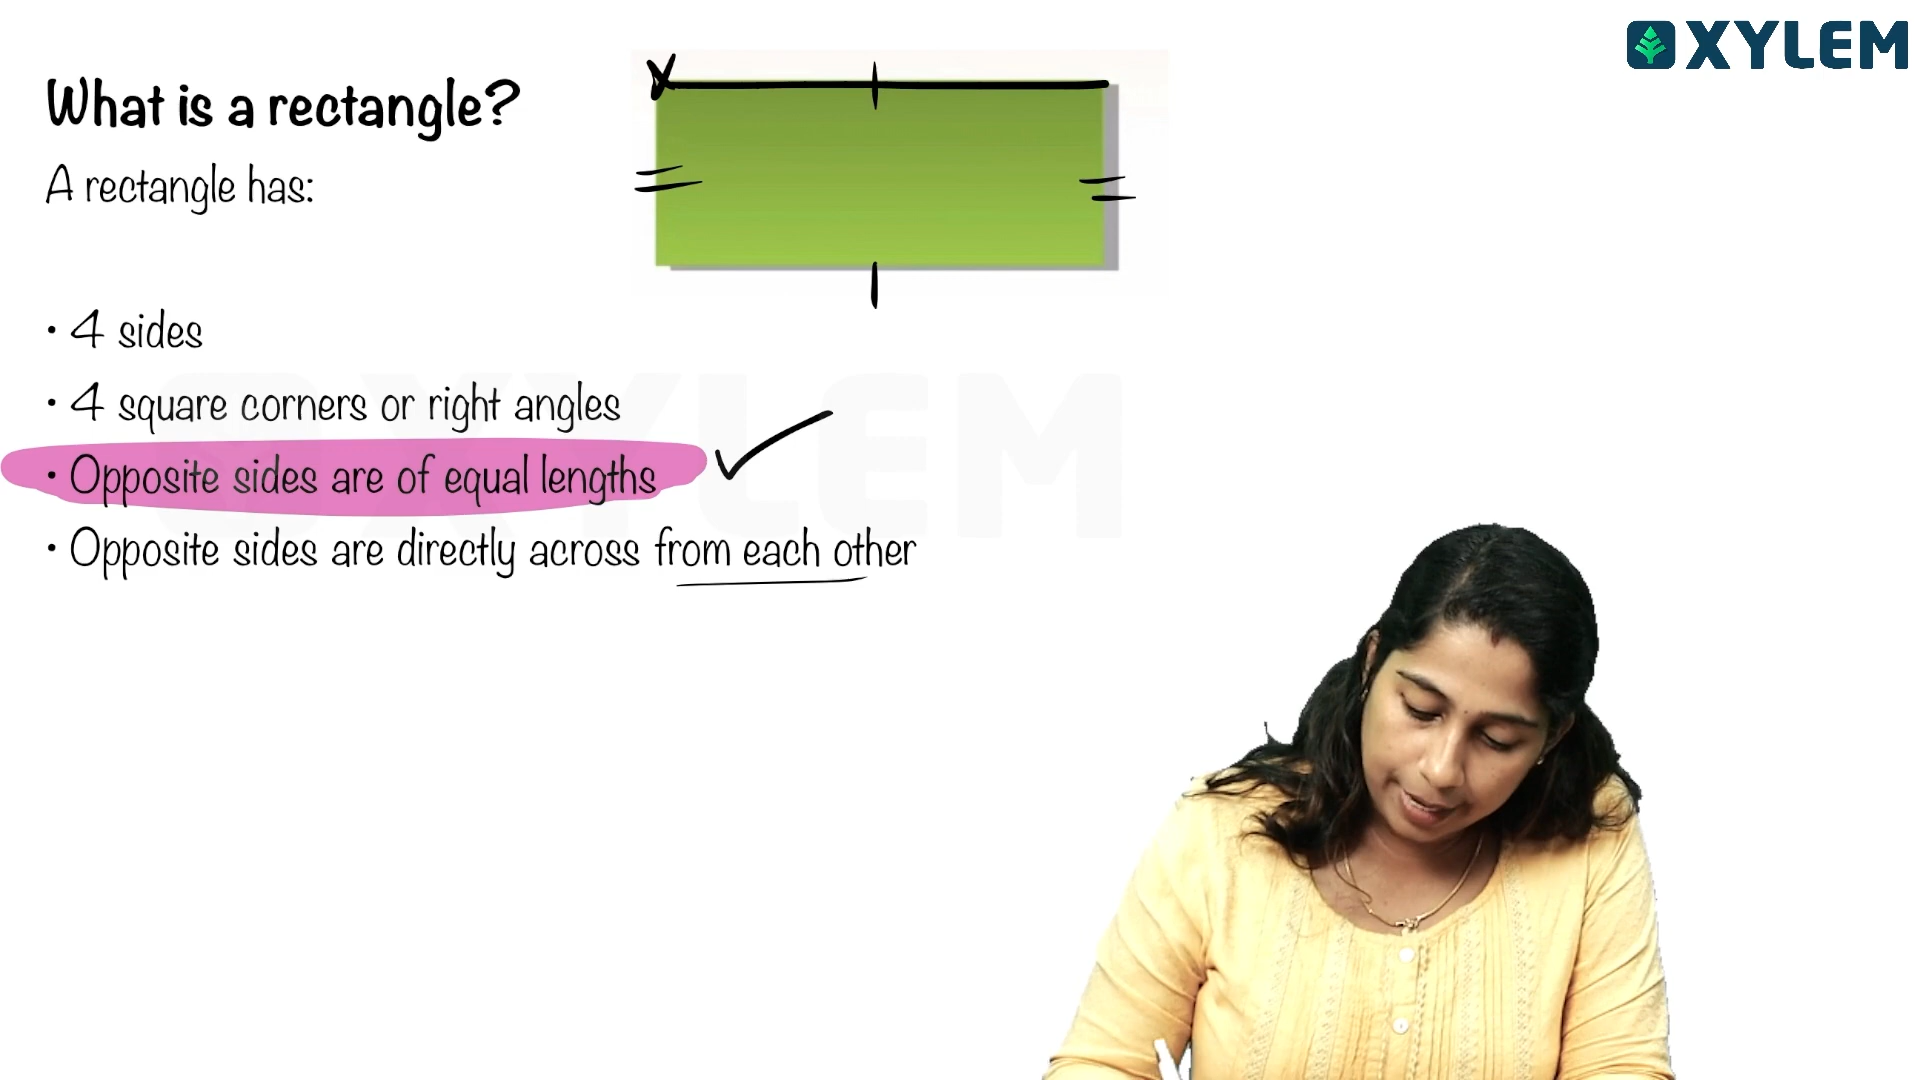 XYLEM
What is a rectangle?
A rectangle has:
• 4 sides
• 4 square corners or right angles
• Opposite sides are of equal lengths
• Opposite sides are directly across from each other
XYLEM